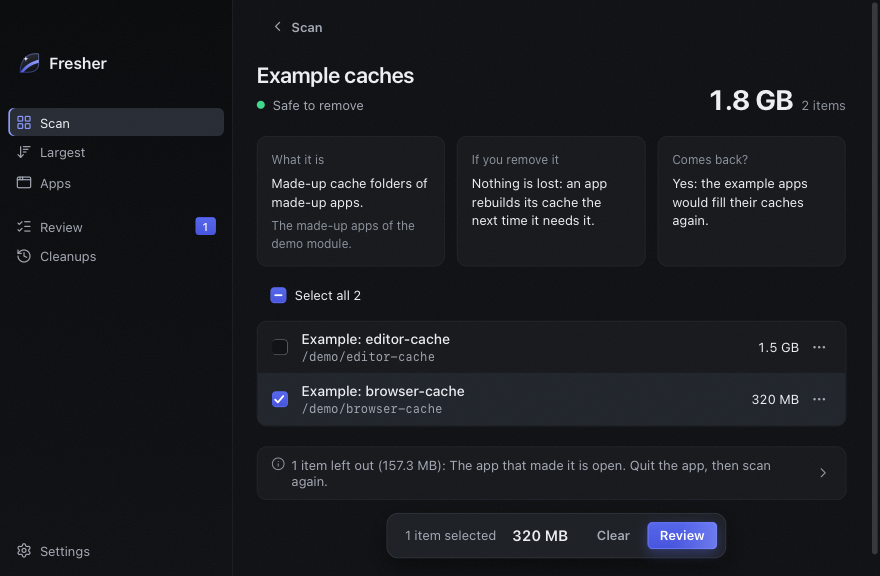 Fresher
Scan
Largest
Apps
Review
1
Cleanups
Settings
Scan
Example caches
Safe to remove
1.8 GB 2 items
What it is
Made-up cache folders of
made-up apps.
The made-up apps of the
demo module.
If you remove it
Nothing is lost: an app
rebuilds its cache the
next time it needs it.
Comes back?
Yes: the example apps
would fill their caches
again.
Select all 2
Example: editor-cache
/demo/editor-cache
1.5 GB
Example: browser-cache
/demo/browser-cache
320 MB
1 item left out (157.3 MB): The app that made it is open. Quit the app, then scan
again.
1 item selected 320 MB Clear Review